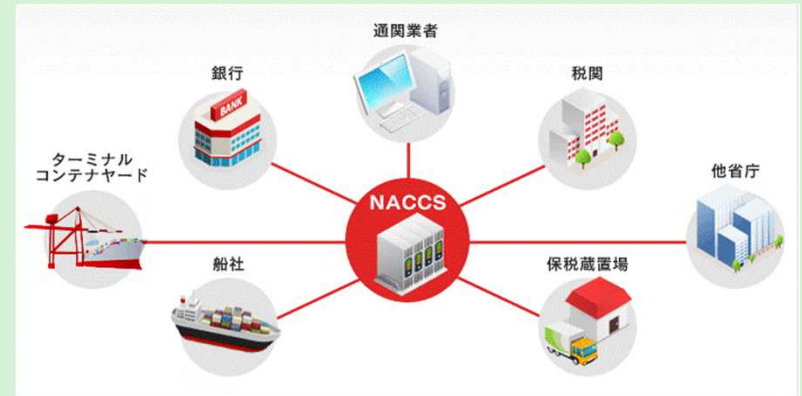 通関業者
銀行
BANK
税関
ターミナル
コンテナヤード
他省庁
NACCS
船社
保税蔵置場